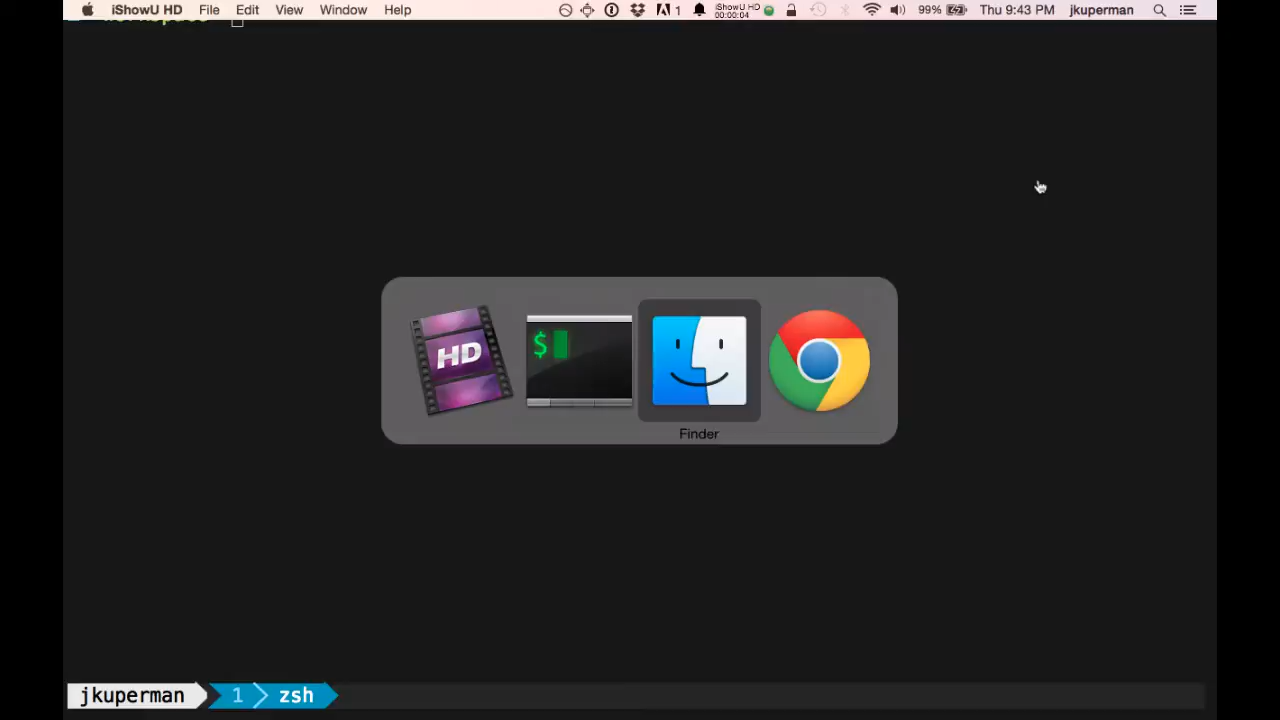 iShowU HD File Edit View Window Help 1 iShowU HD 00:00:04 99% Thu 9:43 PM jkuperman
HD
$
Finder
jkuperman 1 zsh